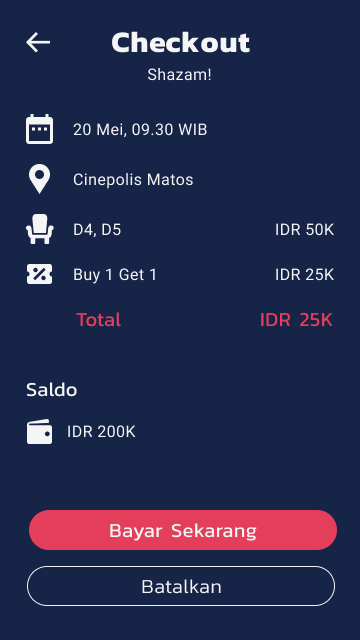 Checkout
Shazam!
20 Mei, 09.30 WIB
Cinepolis Matos
D4, D5 IDR 50K
Buy 1 Get 1 IDR 25K
Total IDR 25K
Saldo
IDR 200K
Bayar Sekarang
Batalkan